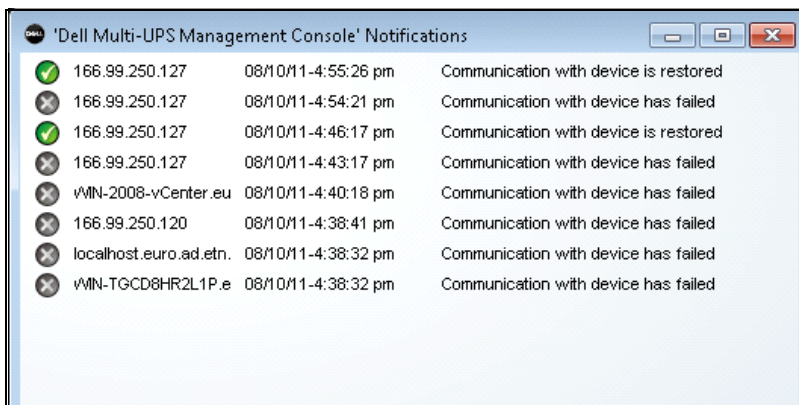 'Dell Multi-UPS Management Console' Notifications
166.99.250.127 08/10/11-4:55:26 pm Communication with device is restored
166.99.250.127 08/10/11-4:54:21 pm Communication with device has failed
166.99.250.127 08/10/11-4:46:17 pm Communication with device is restored
166.99.250.127 08/10/11-4:43:17 pm Communication with device has failed
WIN-2008-vCenter.eu 08/10/11-4:40:18 pm Communication with device has failed
166.99.250.120 08/10/11-4:38:41 pm Communication with device has failed
localhost.euro.ad.etn. 08/10/11-4:38:32 pm Communication with device has failed
WIN-TGCD8HR2L1P.e 08/10/11-4:38:32 pm Communication with device has failed